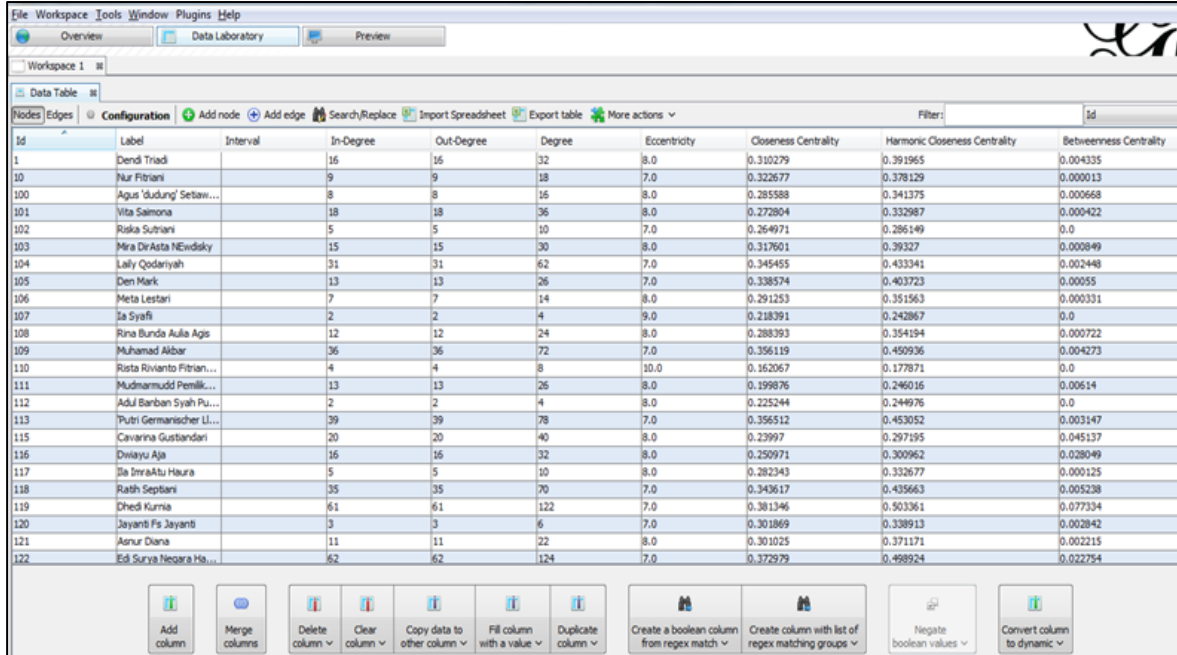 File Workspace Tools Window Plugins Help
Overview Data Laboratory Preview
Workspace 1
Data Table
Nodes Edges Configuration Add node Add edge Search/Replace Import Spreadsheet Export table More actions Filter: Id
Id Label Interval In-Degree Out-Degree Degree Eccentricity Closeness Centrality Harmonic Closeness Centrality Betweenness Centrality
1 Dendi Triadi 16 16 32 8.0 0.310279 0.391965 0.004335
10 Nur Fitriani 9 9 18 7.0 0.322677 0.378129 0.000013
100 Agus 'dudung' Setiaw... 8 8 16 8.0 0.285588 0.341375 0.000668
101 Vita Saimona 18 18 36 8.0 0.272804 0.332987 0.000422
102 Riska Sutriani 5 5 10 7.0 0.264971 0.286149 0.0
103 Mira DirAsta NEwdisky 15 15 30 8.0 0.317601 0.39327 0.000849
104 Laily Qodariyah 31 31 62 7.0 0.345455 0.433341 0.002448
105 Den Mark 13 13 26 7.0 0.338574 0.403723 0.00055
106 Meta Lestari 7 7 14 8.0 0.291253 0.351563 0.000331
107 Ia Syafii 2 2 4 9.0 0.218391 0.242867 0.0
108 Rina Bunda Aulia Agis 12 12 24 8.0 0.288393 0.354194 0.000722
109 Muhamad Akbar 36 36 72 7.0 0.356119 0.450936 0.004273
110 Rista Rivianto Fitrian... 4 4 8 10.0 0.162067 0.177871 0.0
111 Mudmarmudd Pemilik... 13 13 26 8.0 0.199876 0.246016 0.00614
112 Adul Banban Syah Pu... 2 2 4 8.0 0.225244 0.244976 0.0
113 'Putri Germanischer Ll... 39 39 78 7.0 0.356512 0.453052 0.003147
115 Cavarina Gustiandari 20 20 40 8.0 0.23997 0.297195 0.045137
116 Dwiayu Aja 16 16 32 8.0 0.250971 0.300962 0.028049
117 Ila ImraAtu Haura 5 5 10 8.0 0.282343 0.332677 0.000125
118 Ratih Septiani 35 35 70 7.0 0.343617 0.435663 0.005238
119 Dhedi Kurnia 61 61 122 7.0 0.381346 0.503361 0.077334
120 Jayanti Fs Jayanti 3 3 6 7.0 0.301869 0.338913 0.002842
121 Asnur Diana 11 11 22 8.0 0.301025 0.371171 0.002215
122 Edi Surya Negara Ha... 62 62 124 7.0 0.372979 0.498924 0.022754
Add column Merge columns Delete column Clear column Copy data to other column Fill column with a value Duplicate column Create a boolean column from regex match Create column with list of regex matching groups Negate boolean values Convert column to dynamic